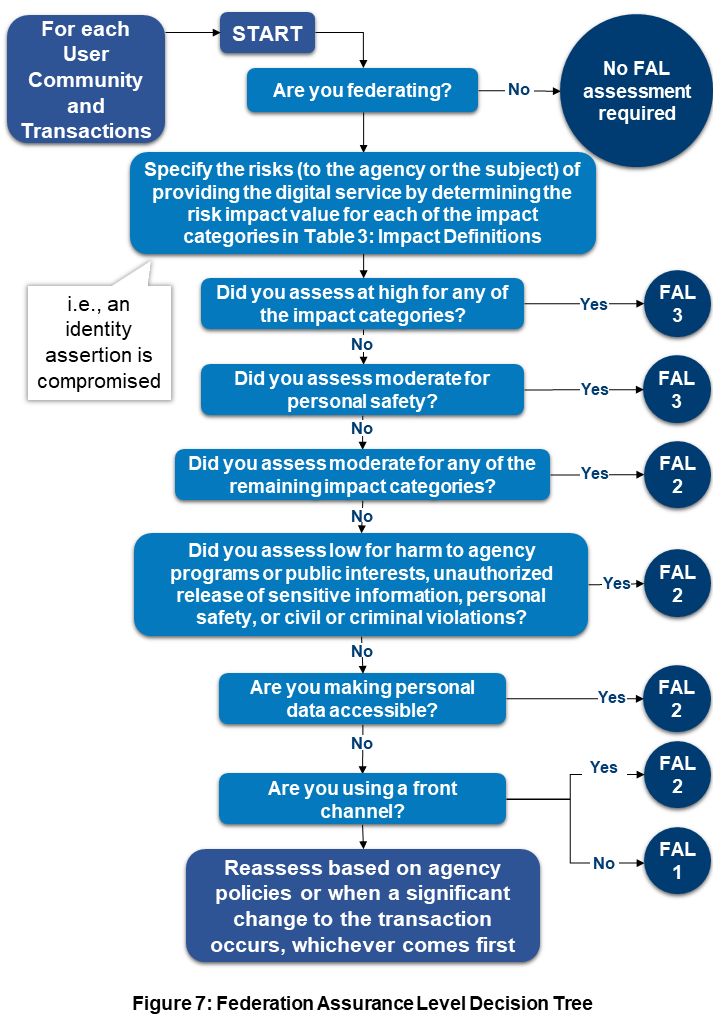 For each
User
Community
and
Transactions
START
Are you federating?
No
No FAL
assessment
required
Specify the risks (to the agency or the subject) of
providing the digital service by determining the
risk impact value for each of the impact
categories in Table 3: Impact Definitions
i.e., an
identity
assertion is
compromised
Did you assess at high for any of
the impact categories?
Yes
FAL
3
No
Did you assess moderate for
personal safety?
Yes
FAL
3
No
Did you assess moderate for any of the
remaining impact categories?
Yes
FAL
2
No
Did you assess low for harm to agency
programs or public interests, unauthorized
release of sensitive information, personal
safety, or civil or criminal violations?
Yes
FAL
2
No
Are you making personal
data accessible?
Yes
FAL
2
No
Are you using a front
channel?
Yes
FAL
2
No
FAL
1
Reassess based on agency
policies or when a significant
change to the transaction
occurs, whichever comes first
Figure 7: Federation Assurance Level Decision Tree